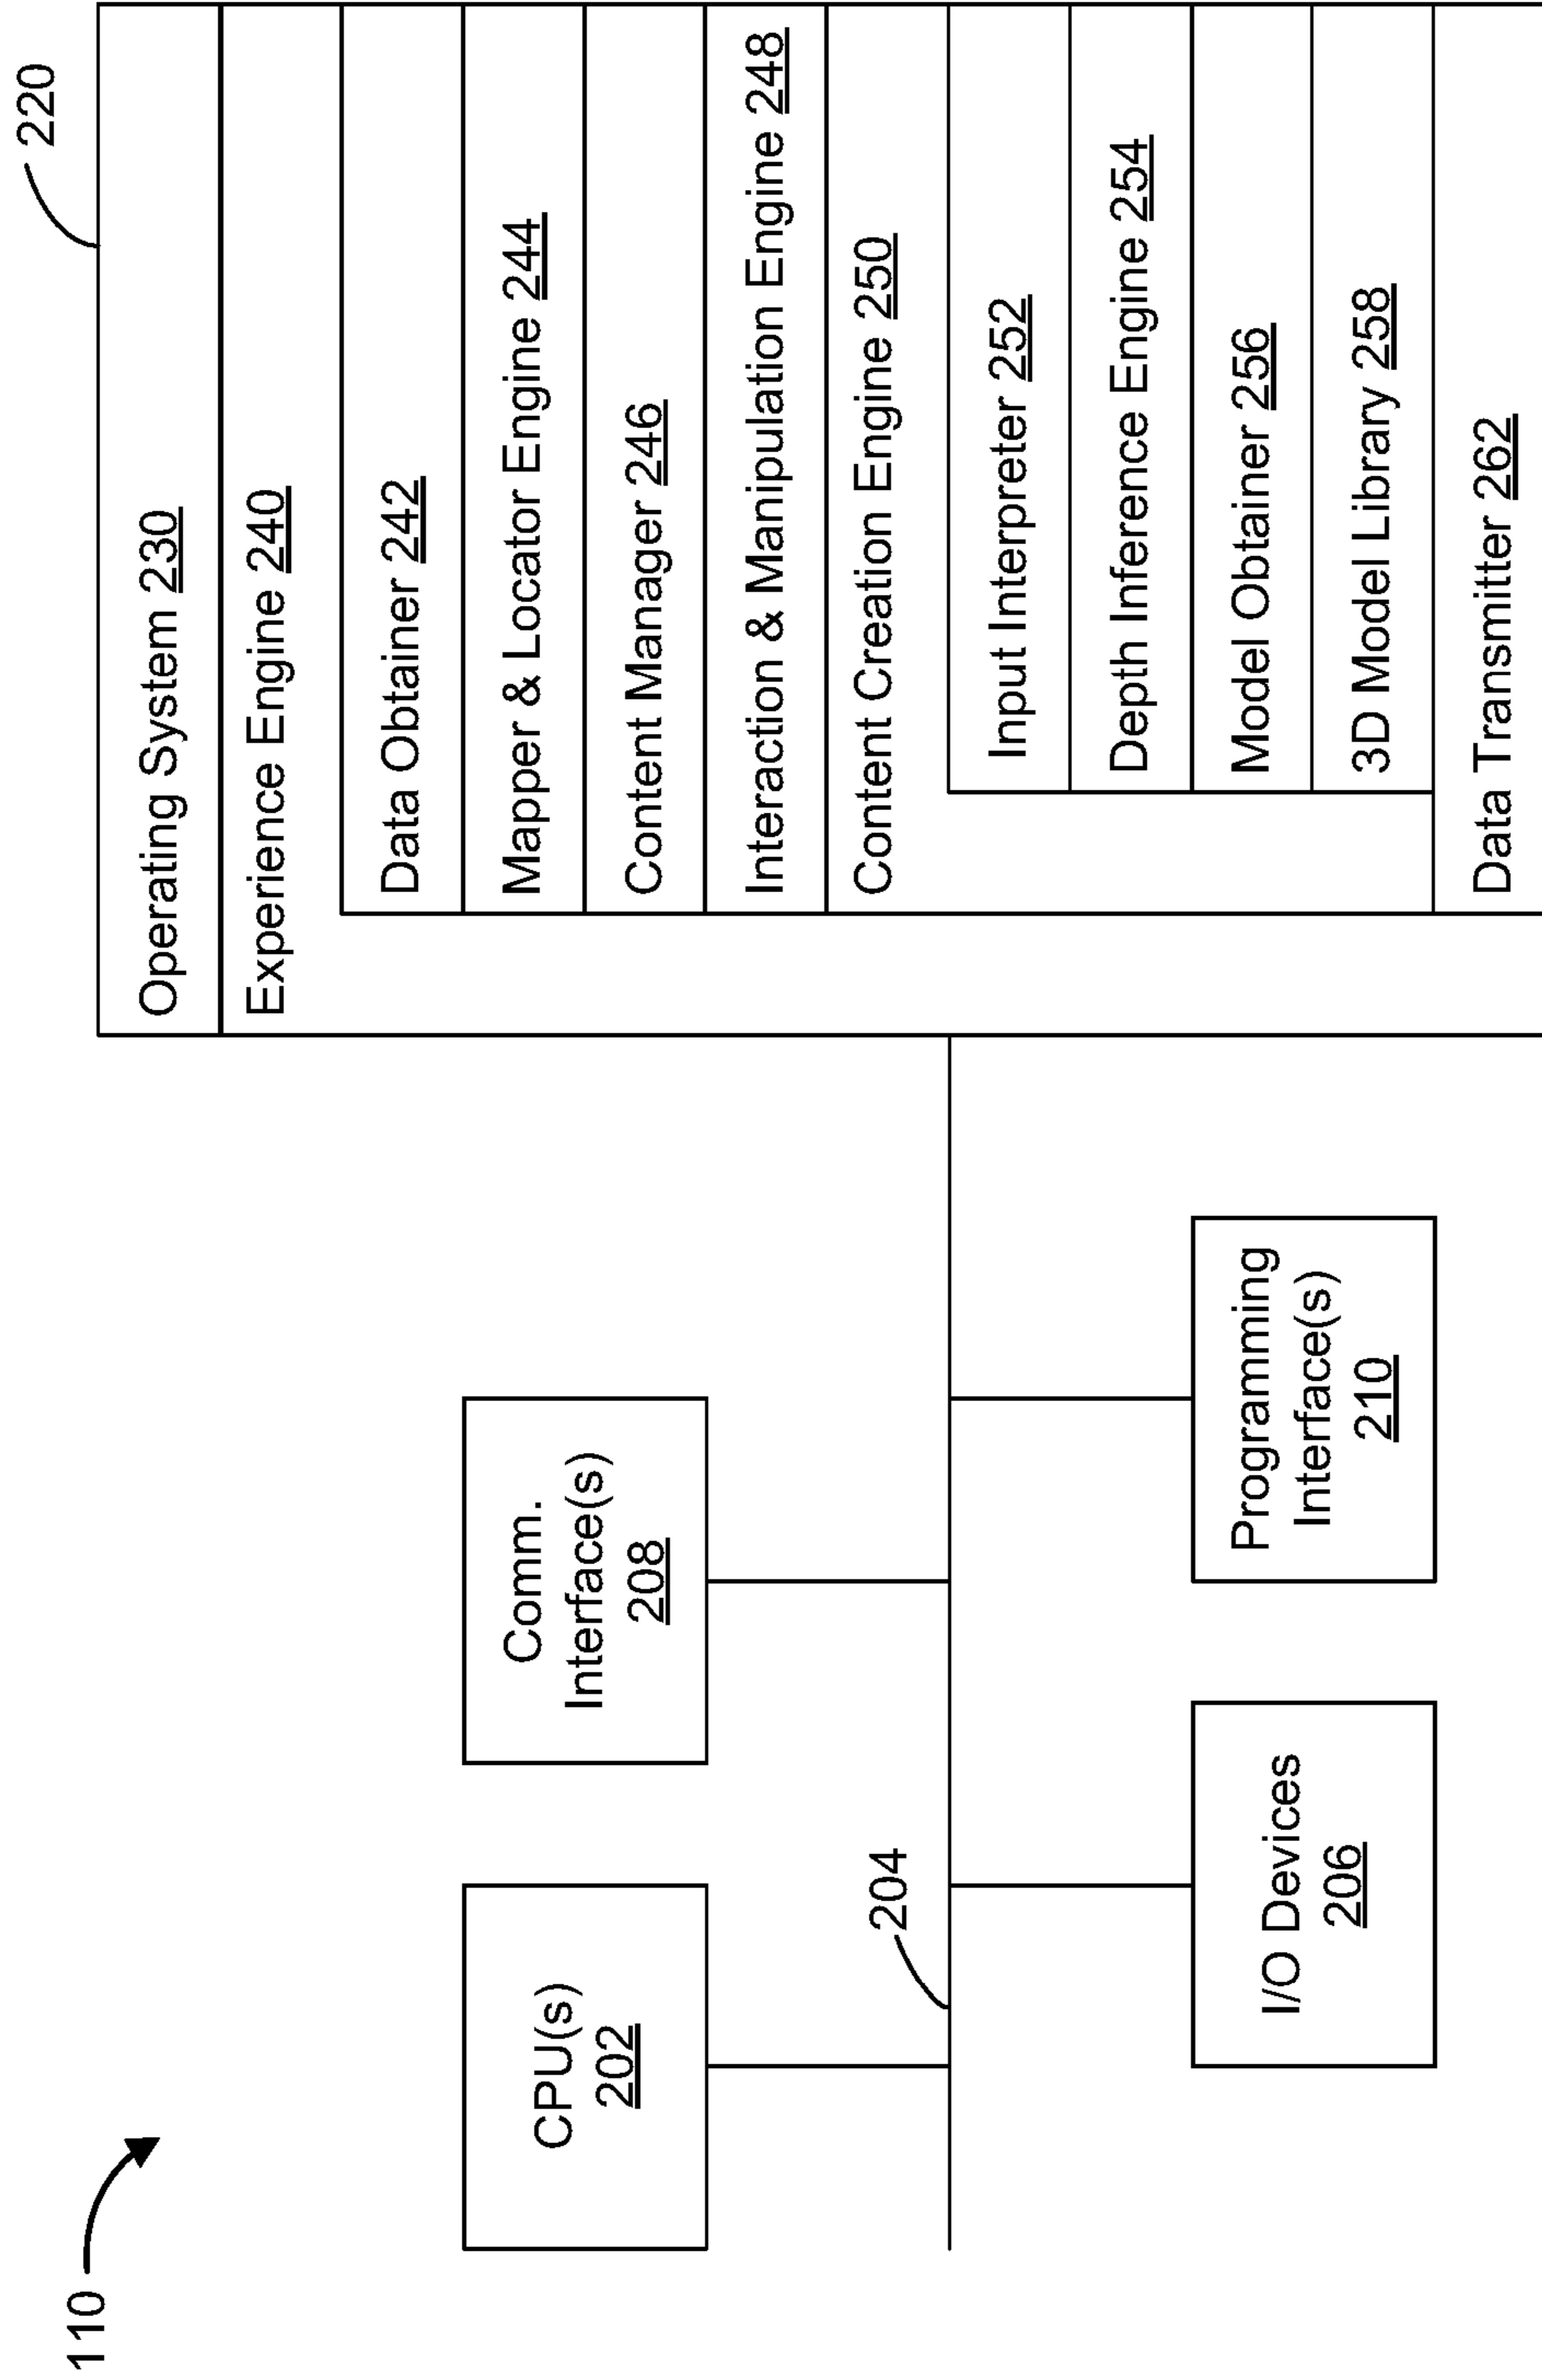 110
220
CPU(s)
202
Comm.
Interface(s)
208
204
I/O Devices
206
Programming
Interface(s)
210
Operating System 230
Experience Engine 240
Data Obtainer 242
Mapper & Locator Engine 244
Content Manager 246
Interaction & Manipulation Engine 248
Content Creation Engine 250
Input Interpreter 252
Depth Inference Engine 254
Model Obtainer 256
3D Model Library 258
Data Transmitter 262